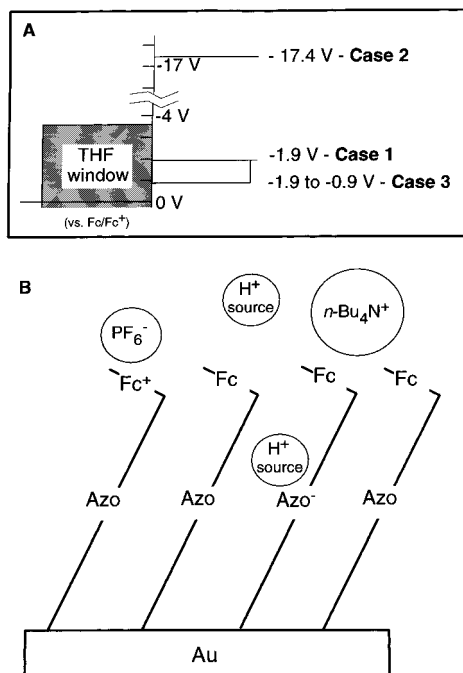 A
-17 V
- 17.4 V - Case 2
-4 V
THF
window
-1.9 V - Case 1
-1.9 to -0.9 V - Case 3
0 V
(vs. Fc/Fc+)
B
H+
source
n-Bu4N+
PF6-
Fc+ Fc Fc Fc
H+
source
Azo Azo Azo- Azo
Au